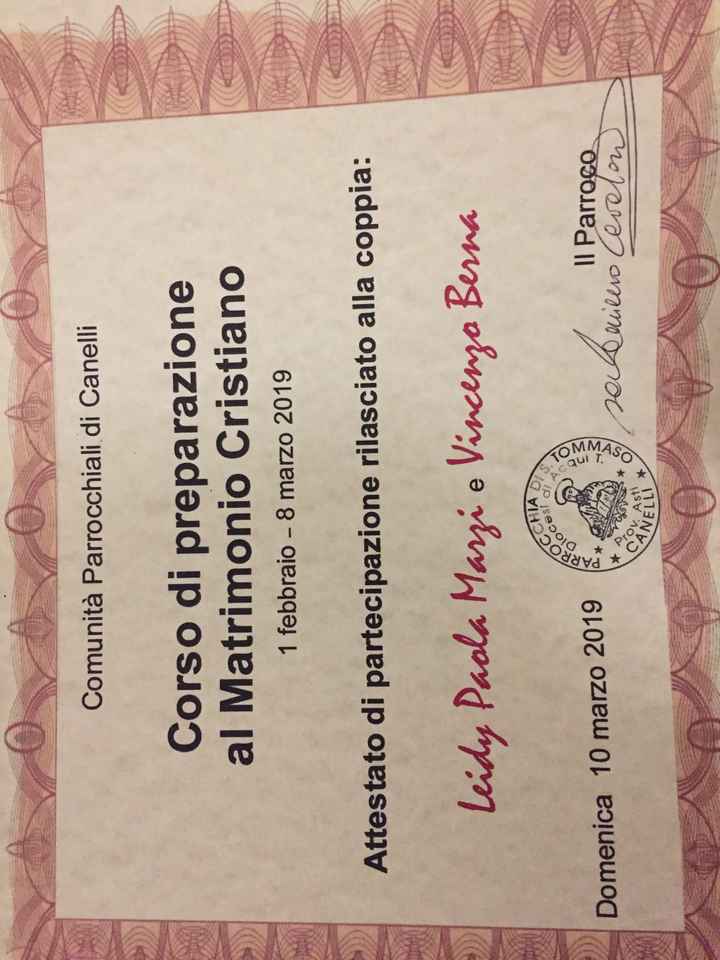 Comunità Parrocchiali di Canelli
Corso di preparazione
al Matrimonio Cristiano
1 febbraio – 8 marzo 2019
Attestato di partecipazione rilasciato alla coppia:
Leidy Paola Marzi e Vincenzo Berna
Domenica 10 marzo 2019
PARROCCHIA DI S. TOMMASO
Diocesi di Acqui T.
Prov. Asti
★ CANELLI ★
Il Parroco